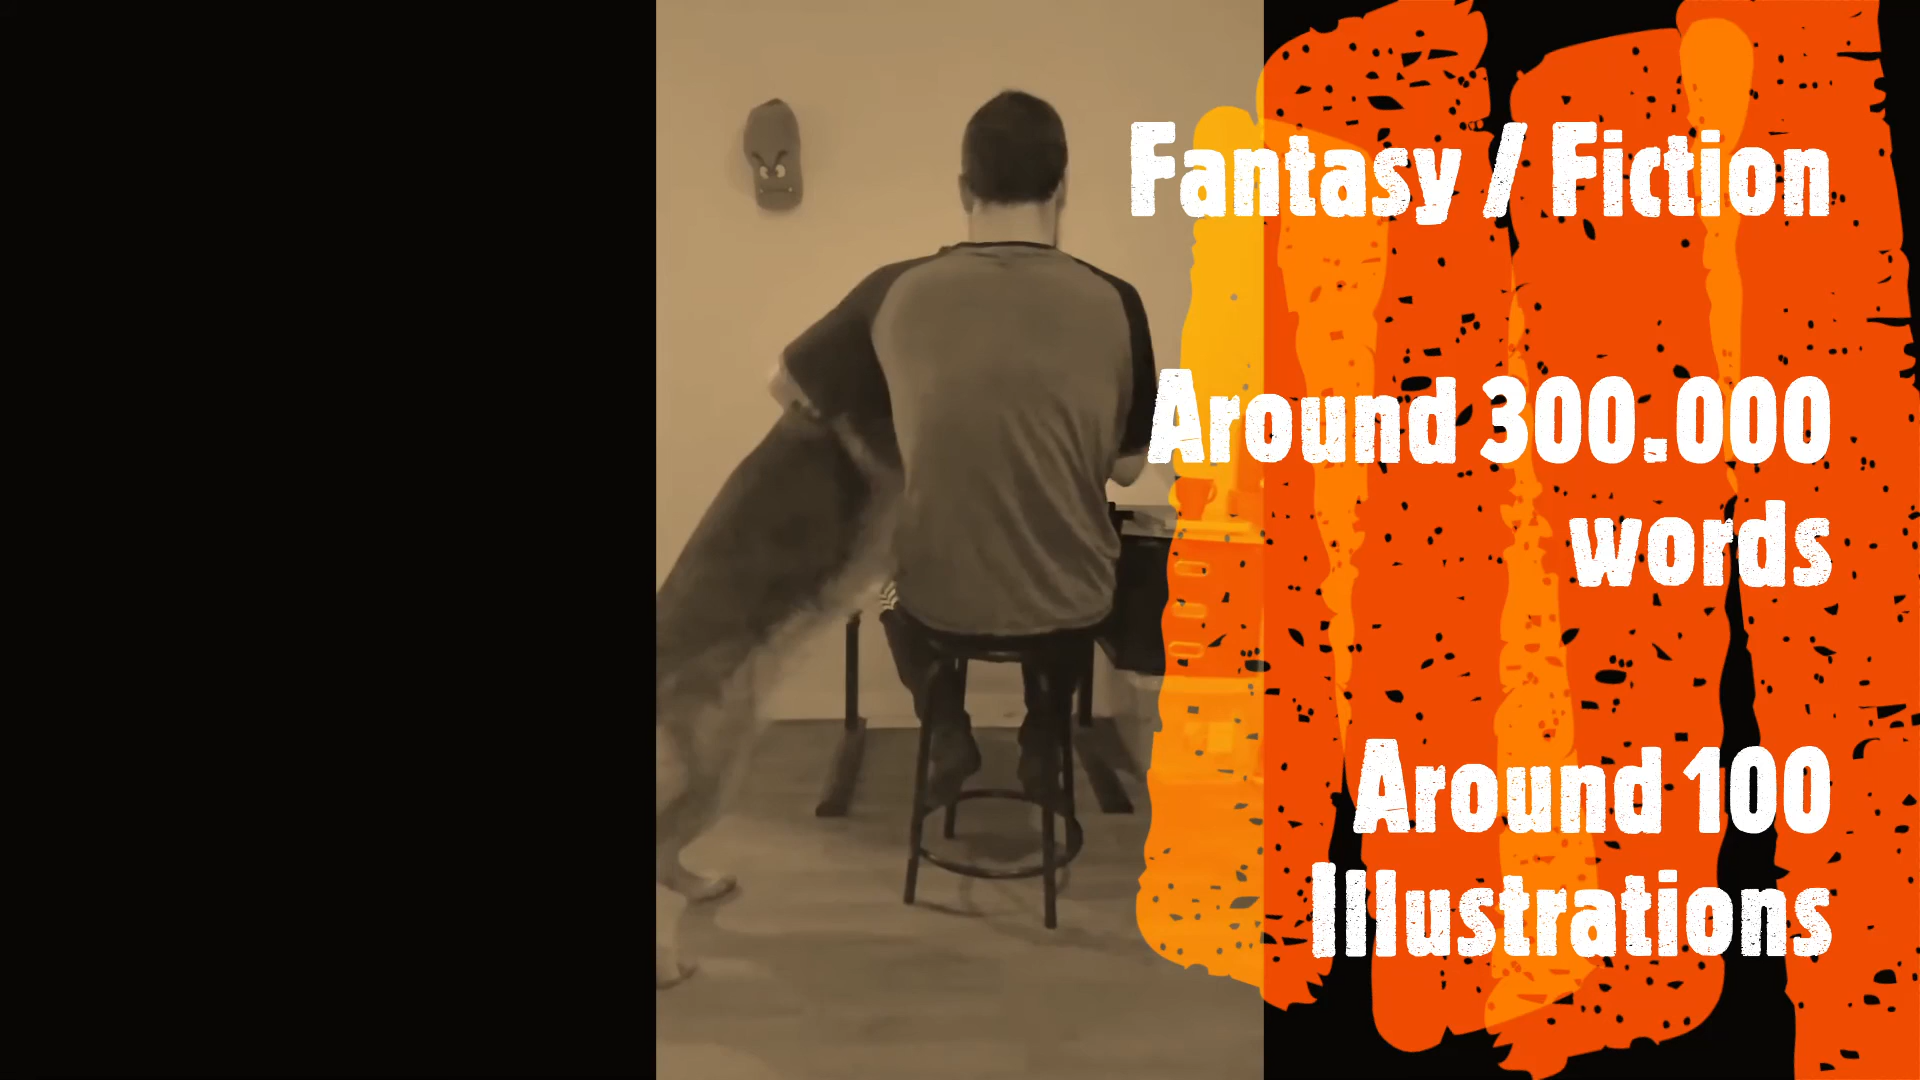 Fantasy / Fiction
Around 300.000
words
Around 100
Illustrations